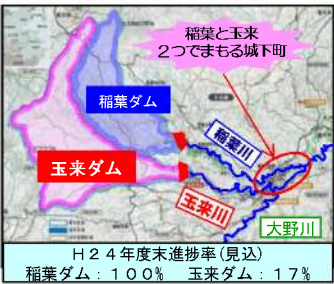 稲葉と玉来
２つでまもる城下町
稲葉ダム
稲葉川
玉来ダム
玉来川
大野川
Ｈ２４年度末進捗率(見込)
稲葉ダム：１００％　玉来ダム：１７％